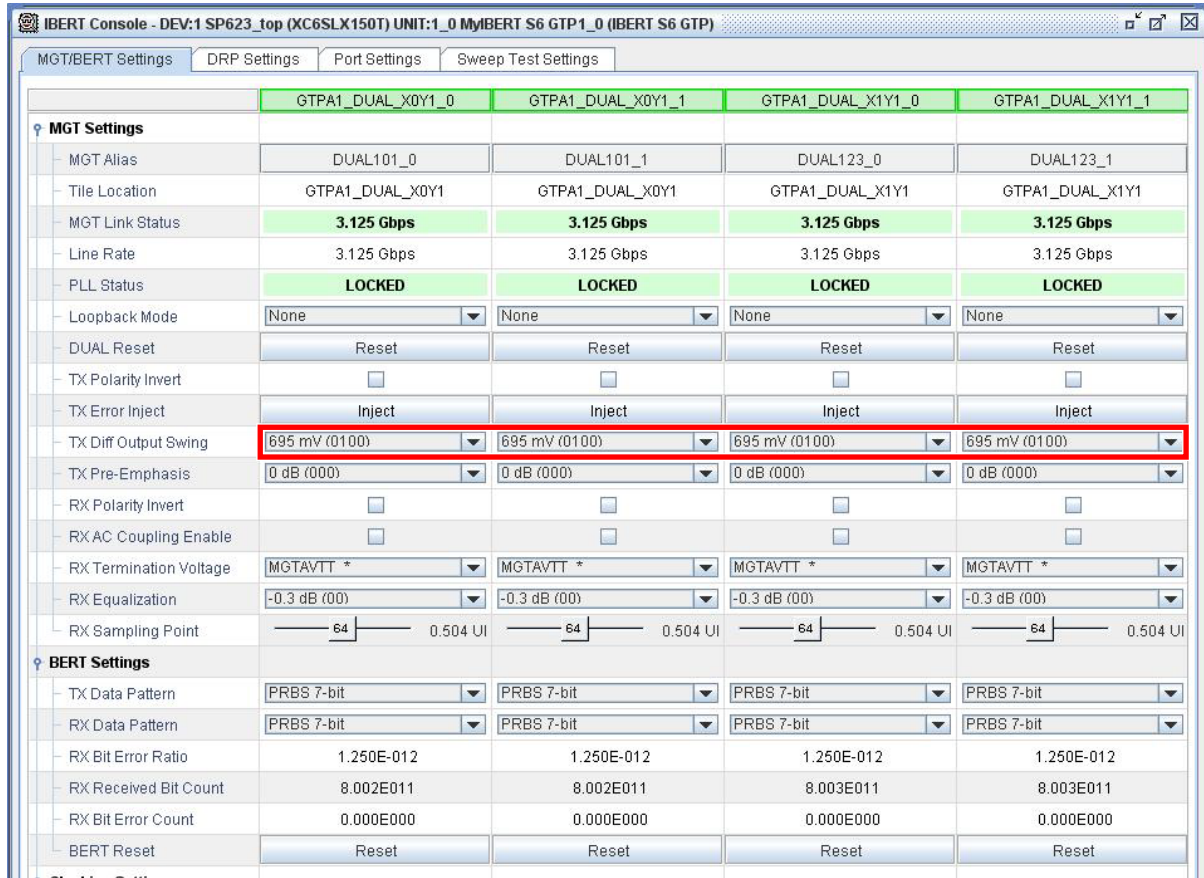 IBERT Console - DEV:1 SP623_top (XC6SLX150T) UNIT:1_0 MyIBERT S6 GTP1_0 (IBERT S6 GTP)
MGT/BERT Settings DRP Settings Port Settings Sweep Test Settings
GTPA1_DUAL_X0Y1_0 GTPA1_DUAL_X0Y1_1 GTPA1_DUAL_X1Y1_0 GTPA1_DUAL_X1Y1_1
MGT Settings
MGT Alias DUAL101_0 DUAL101_1 DUAL123_0 DUAL123_1
Tile Location GTPA1_DUAL_X0Y1 GTPA1_DUAL_X0Y1 GTPA1_DUAL_X1Y1 GTPA1_DUAL_X1Y1
MGT Link Status 3.125 Gbps 3.125 Gbps 3.125 Gbps 3.125 Gbps
Line Rate 3.125 Gbps 3.125 Gbps 3.125 Gbps 3.125 Gbps
PLL Status LOCKED LOCKED LOCKED LOCKED
Loopback Mode None None None None
DUAL Reset Reset Reset Reset Reset
TX Polarity Invert
TX Error Inject Inject Inject Inject Inject
TX Diff Output Swing 695 mV (0100) 695 mV (0100) 695 mV (0100) 695 mV (0100)
TX Pre-Emphasis 0 dB (000) 0 dB (000) 0 dB (000) 0 dB (000)
RX Polarity Invert
RX AC Coupling Enable
RX Termination Voltage MGTAVTT * MGTAVTT * MGTAVTT * MGTAVTT *
RX Equalization -0.3 dB (00) -0.3 dB (00) -0.3 dB (00) -0.3 dB (00)
RX Sampling Point 64 0.504 UI 64 0.504 UI 64 0.504 UI 64 0.504 UI
BERT Settings
TX Data Pattern PRBS 7-bit PRBS 7-bit PRBS 7-bit PRBS 7-bit
RX Data Pattern PRBS 7-bit PRBS 7-bit PRBS 7-bit PRBS 7-bit
RX Bit Error Ratio 1.250E-012 1.250E-012 1.250E-012 1.250E-012
RX Received Bit Count 8.002E011 8.002E011 8.003E011 8.003E011
RX Bit Error Count 0.000E000 0.000E000 0.000E000 0.000E000
BERT Reset Reset Reset Reset Reset